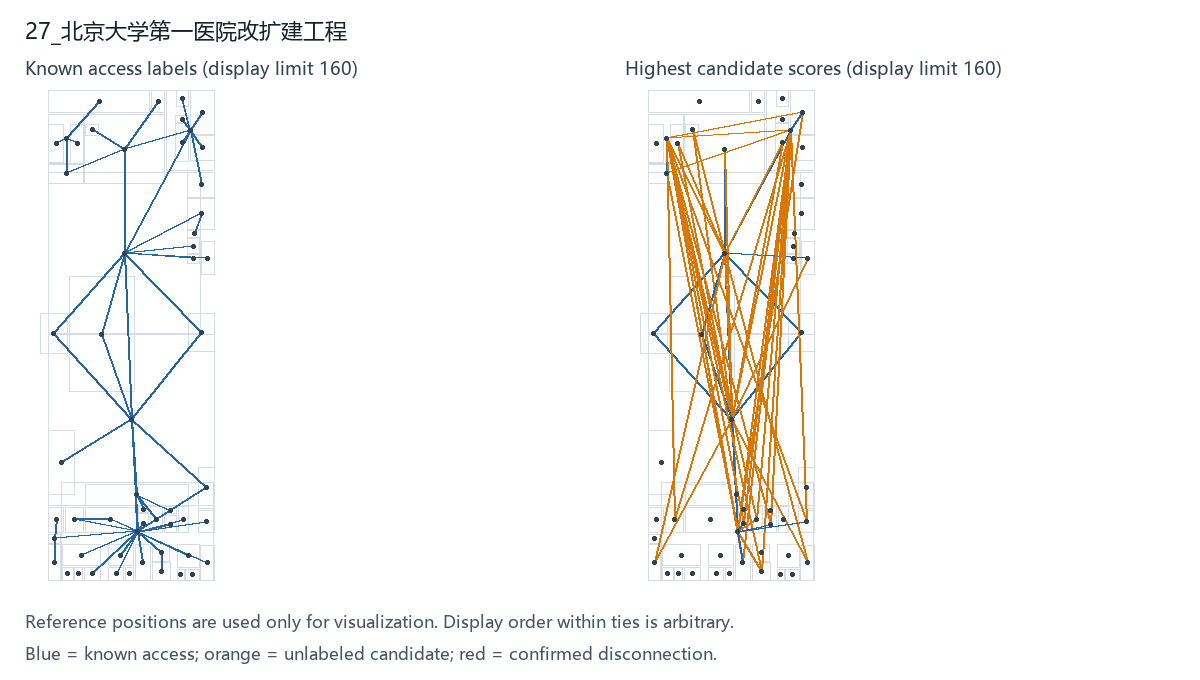 27_北京大学第一医院改扩建工程
Known access labels (display limit 160)
Highest candidate scores (display limit 160)
Reference positions are used only for visualization. Display order within ties is arbitrary.
Blue = known access; orange = unlabeled candidate; red = confirmed disconnection.